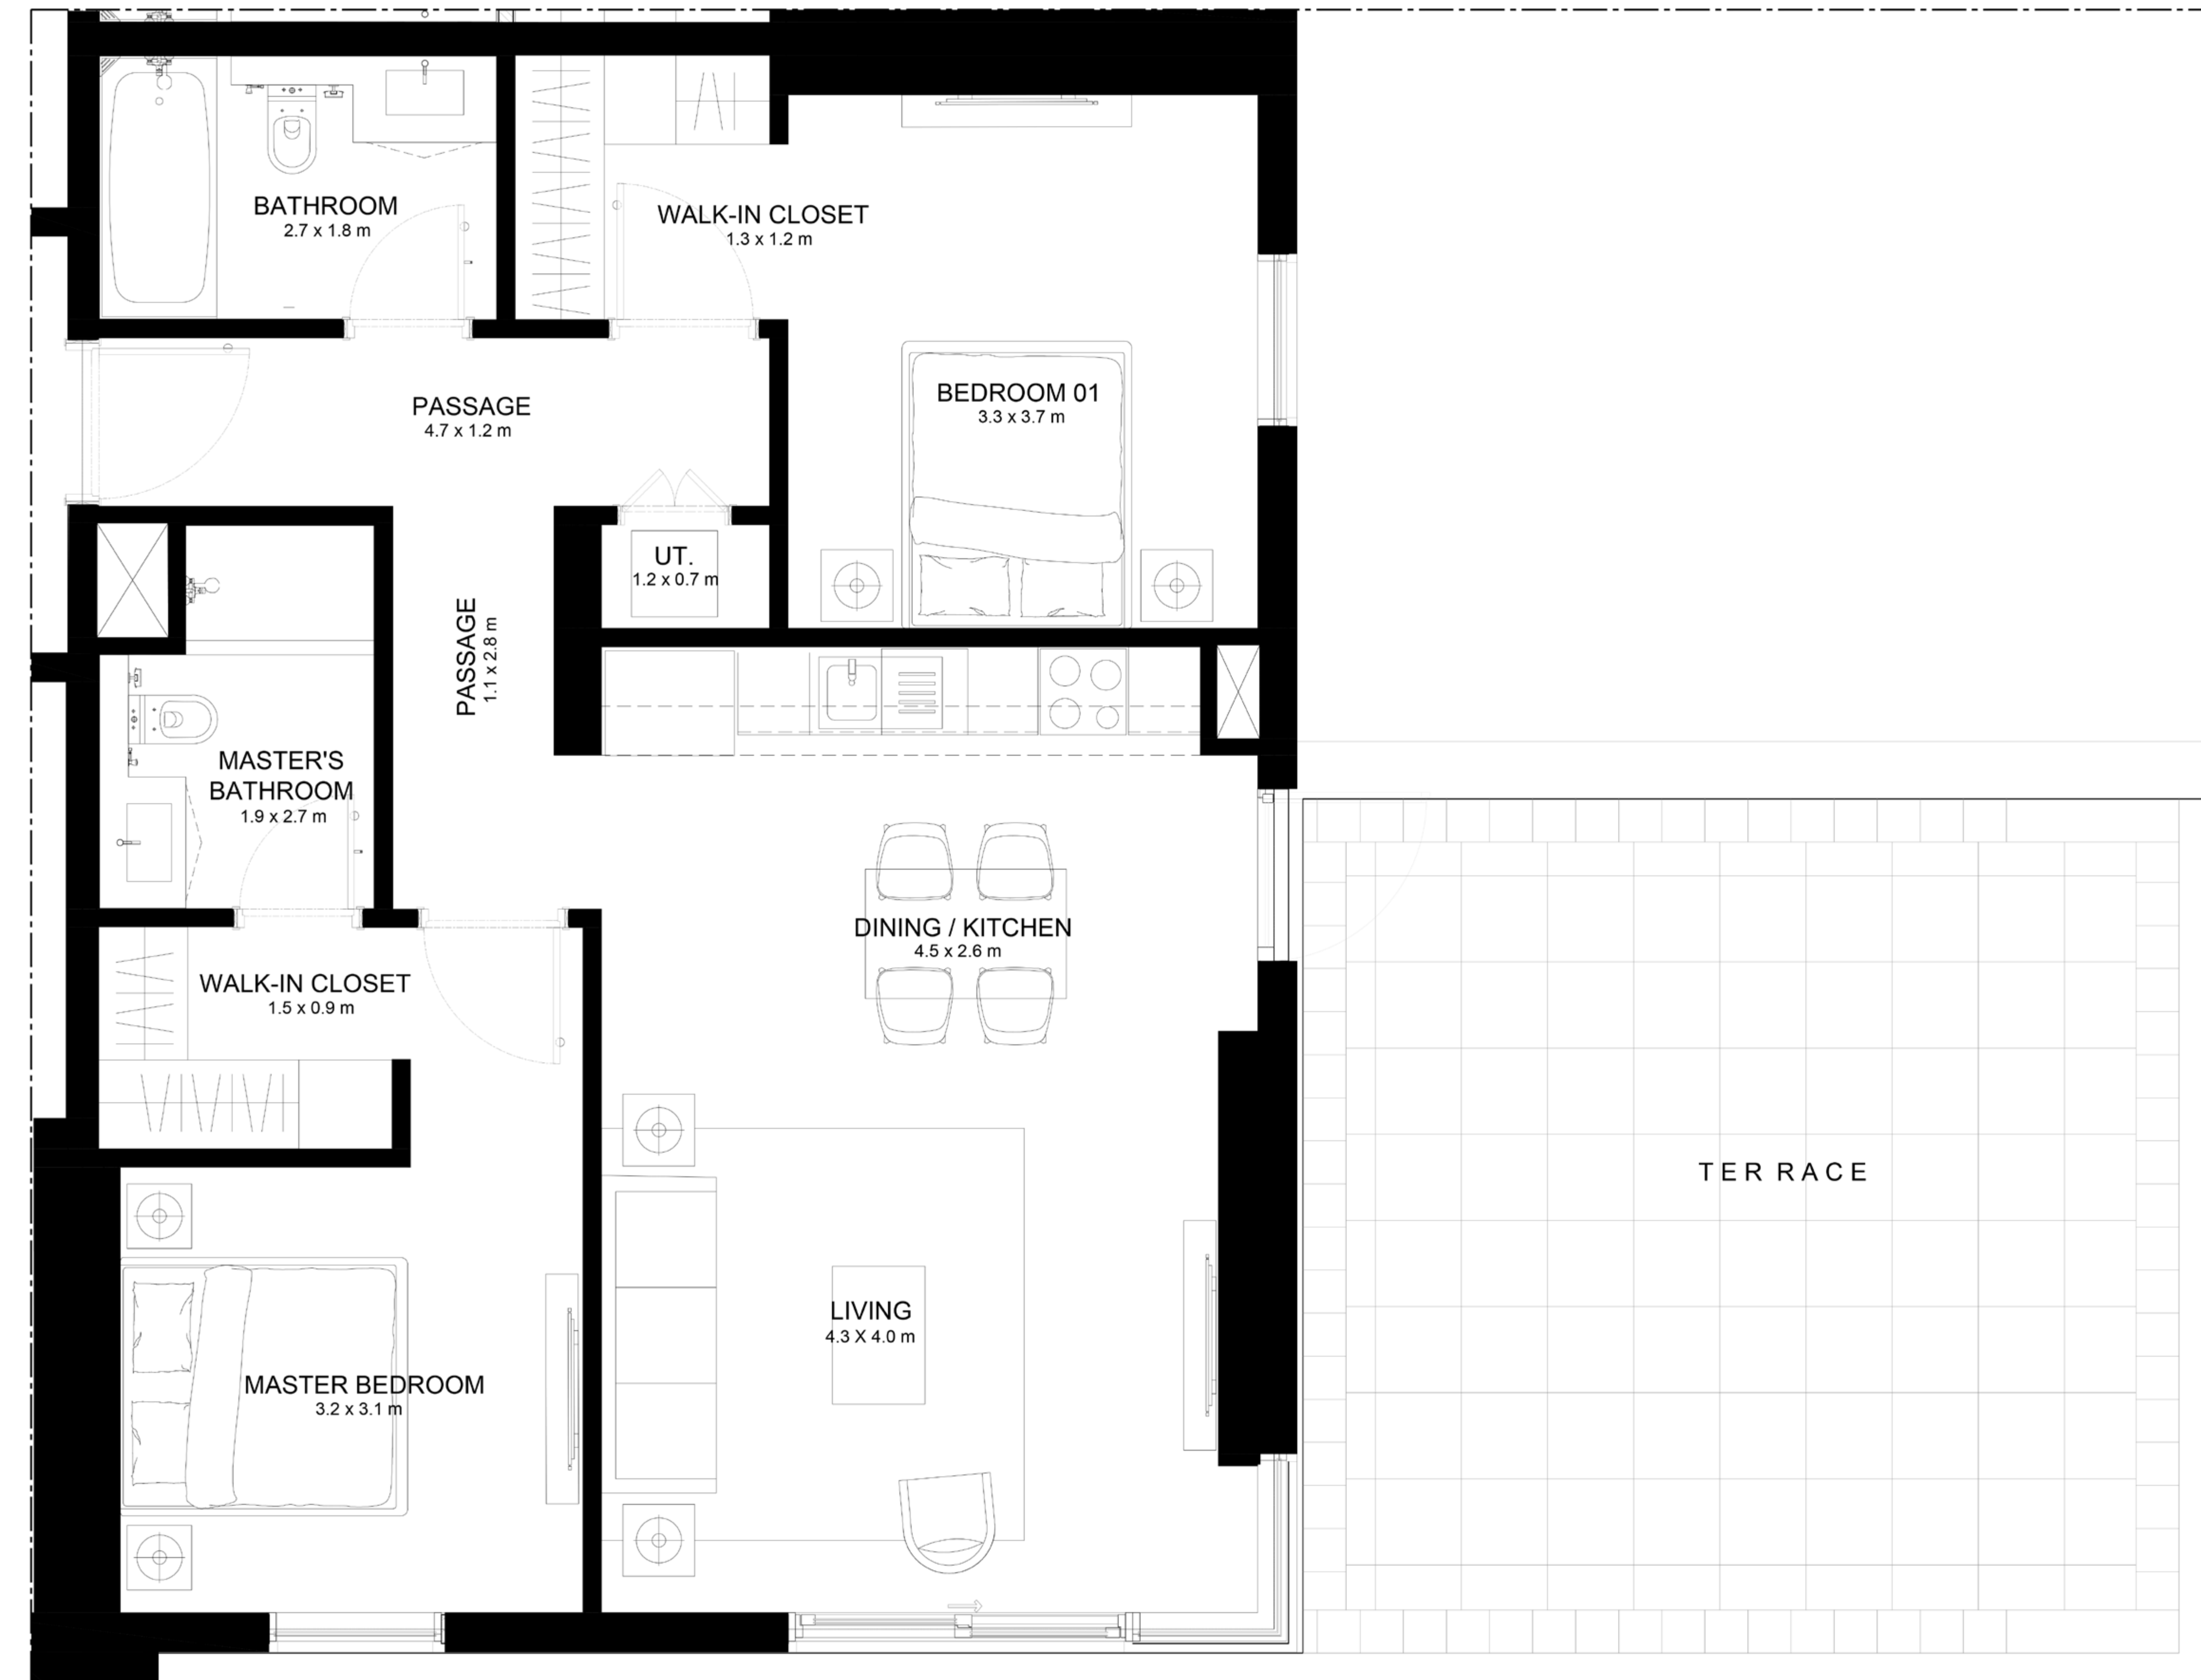 BATHROOM
2.7 x 1.8 m
WALK-IN CLOSET
1.3 x 1.2 m
BEDROOM 01
3.3 x 3.7 m
PASSAGE
4.7 x 1.2 m
UT.
1.2 x 0.7 m
PASSAGE
1.1 x 2.8 m
MASTER'S
BATHROOM
1.9 x 2.7 m
DINING / KITCHEN
4.5 x 2.6 m
WALK-IN CLOSET
1.5 x 0.9 m
TERRACE
LIVING
4.3 X 4.0 m
MASTER BEDROOM
3.2 x 3.1 m